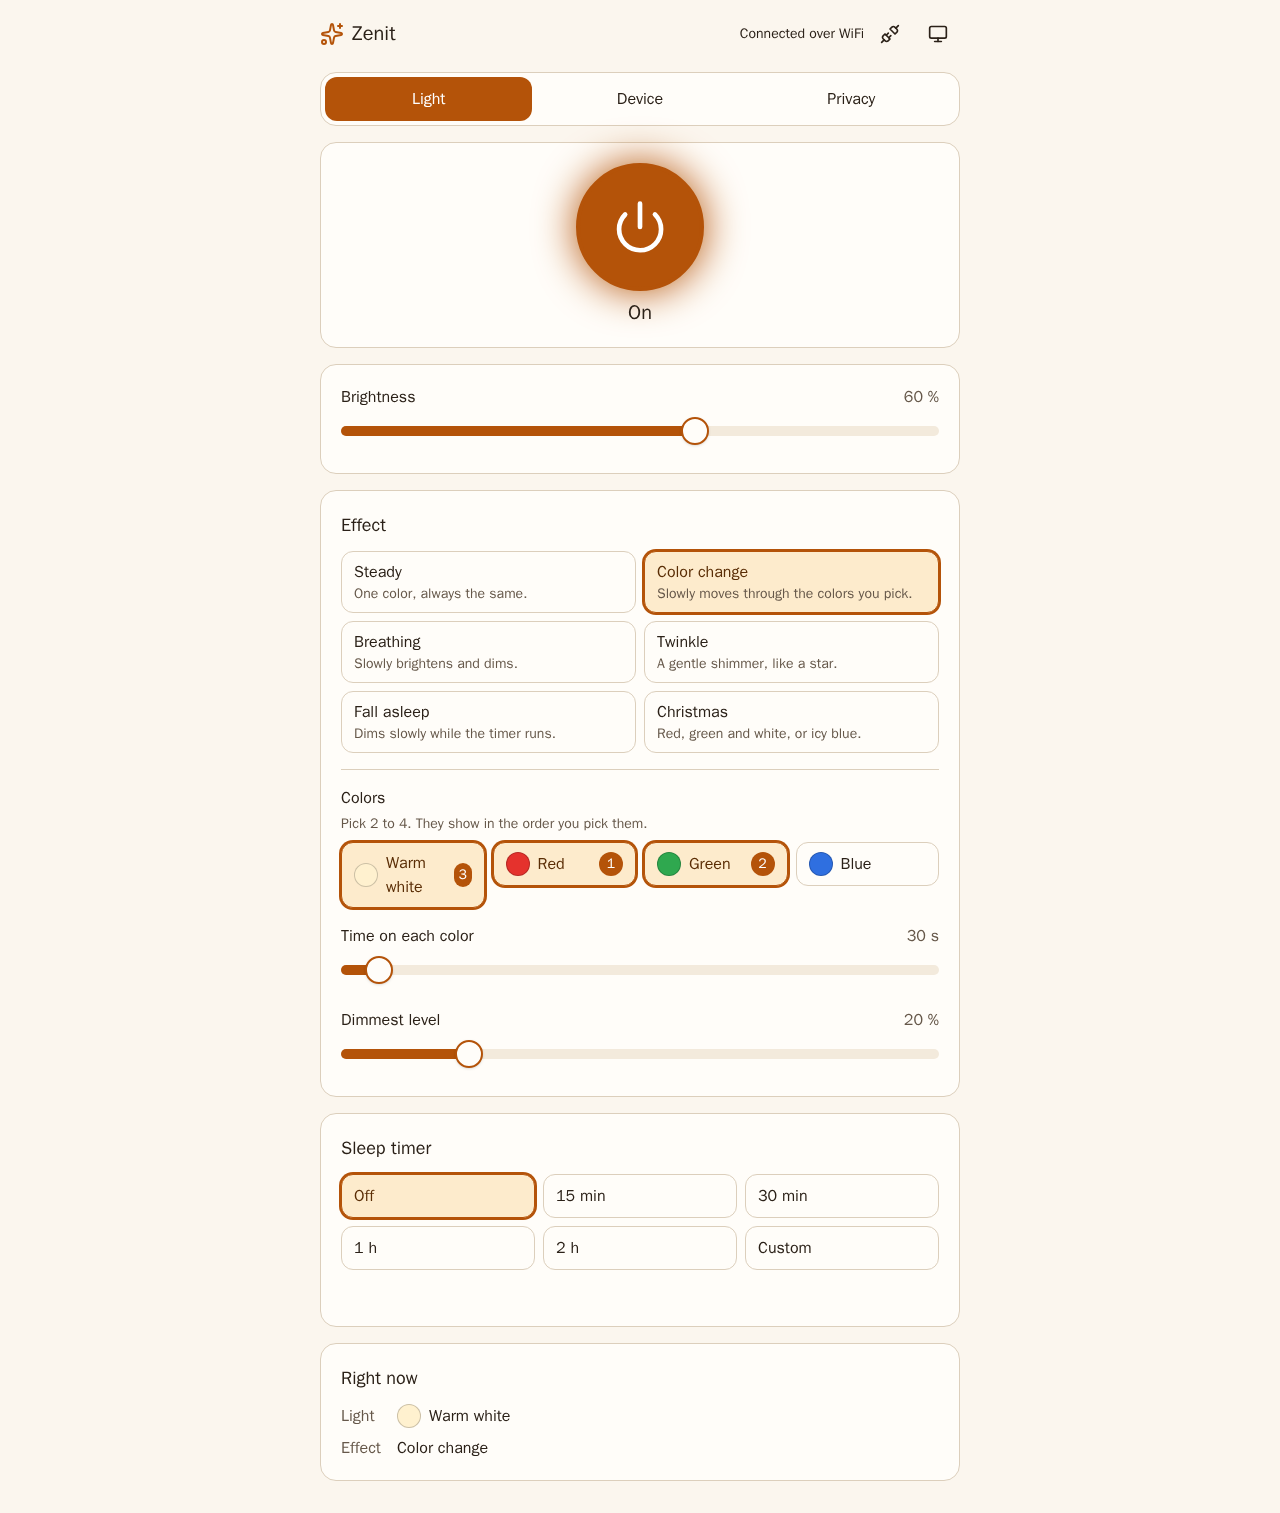 Zenit
Connected over WiFi
Light
Device
Privacy
On
Brightness
60 %
Effect
Steady
One color, always the same.
Color change
Slowly moves through the colors you pick.
Breathing
Slowly brightens and dims.
Twinkle
A gentle shimmer, like a star.
Fall asleep
Dims slowly while the timer runs.
Christmas
Red, green and white, or icy blue.
Colors
Pick 2 to 4. They show in the order you pick them.
Warm
white
3
Red
1
Green
2
Blue
Time on each color
30 s
Dimmest level
20 %
Sleep timer
Off
15 min
30 min
1 h
2 h
Custom
Right now
Light
Warm white
Effect
Color change